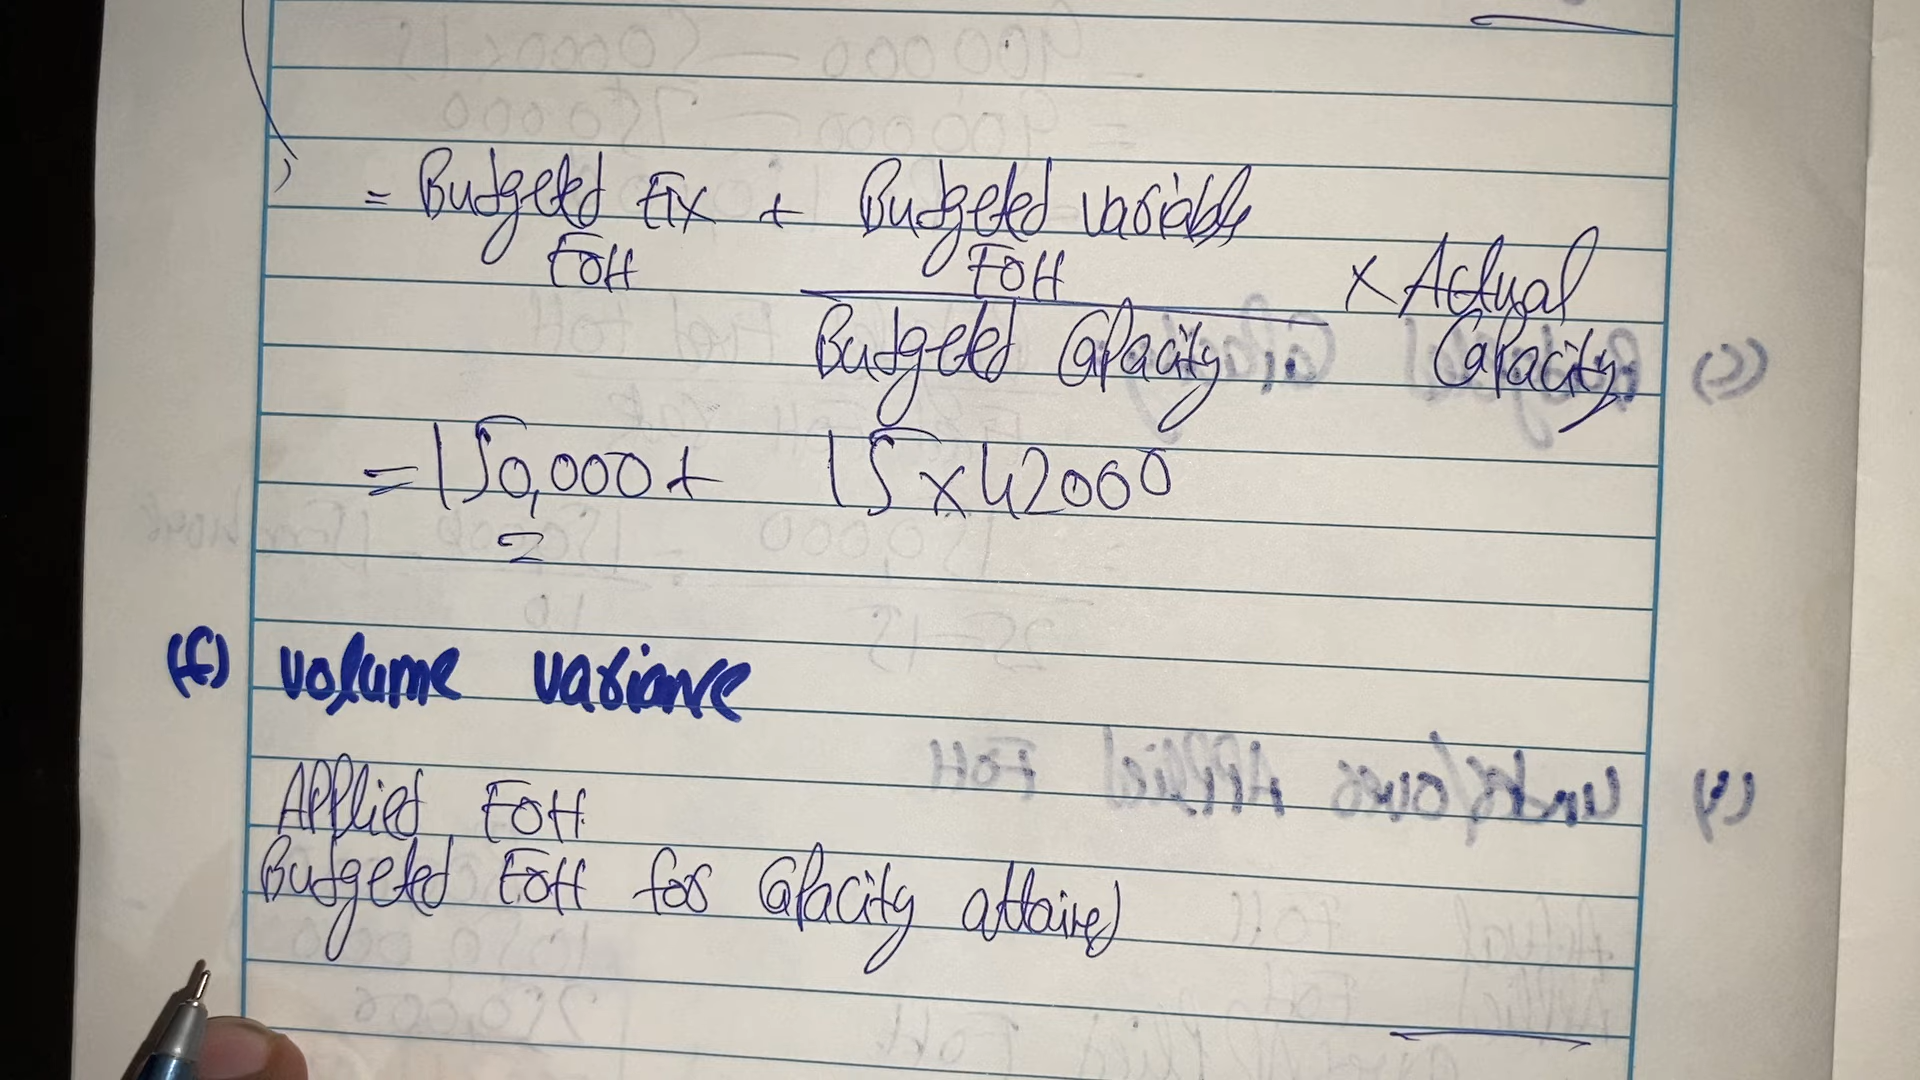 = Budgeted Fix + Budgeted variable
FOH FOH × Actual
Budgeted Capacity Capacity
= 150,000 + 15 × 42000
=
(f) volume variance
Applied FOH
Budgeted FOH for Capacity attained